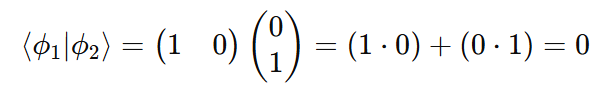 ⟨ϕ₁|ϕ₂⟩ = (1 0) (0 1) = (1 · 0) + (0 · 1) = 0